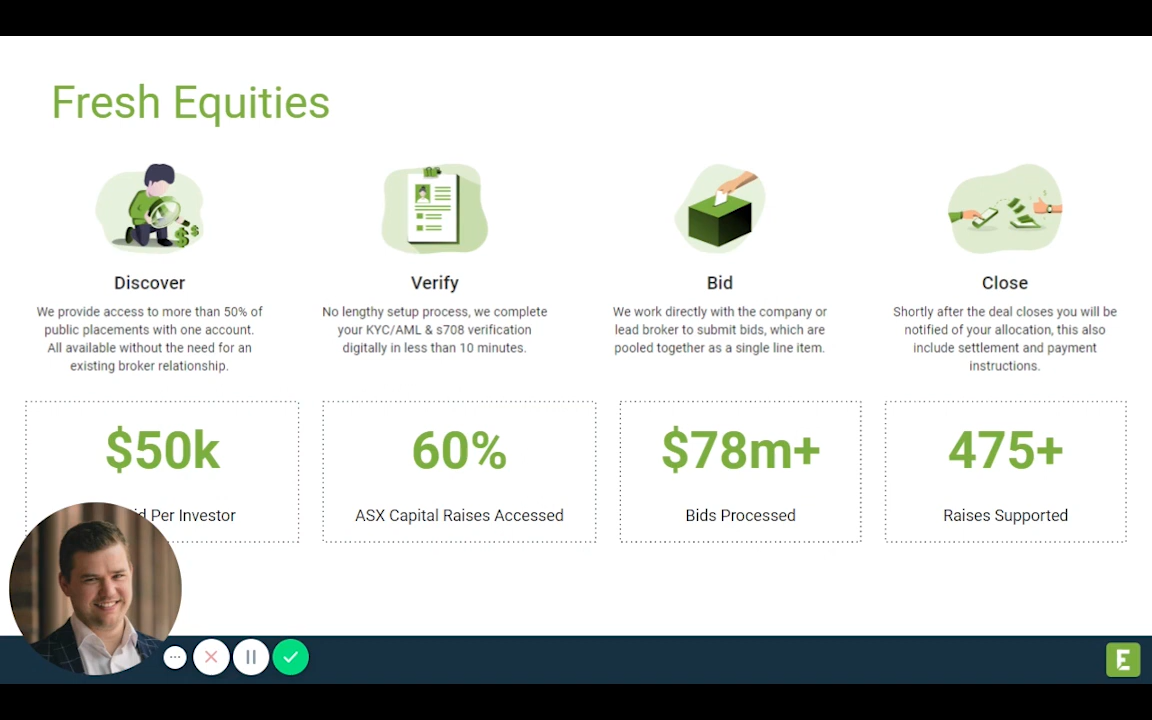 Fresh Equities
Discover
We provide access to more than 50% of
public placements with one account.
All available without the need for an
existing broker relationship.
Verify
No lengthy setup process, we complete
your KYC/AML & s708 verification
digitally in less than 10 minutes.
Bid
We work directly with the company or
lead broker to submit bids, which are
pooled together as a single line item.
Close
Shortly after the deal closes you will be
notified of your allocation, this also
include settlement and payment
instructions.
$50k
Per Investor
60%
ASX Capital Raises Accessed
$78m+
Bids Processed
475+
Raises Supported
E